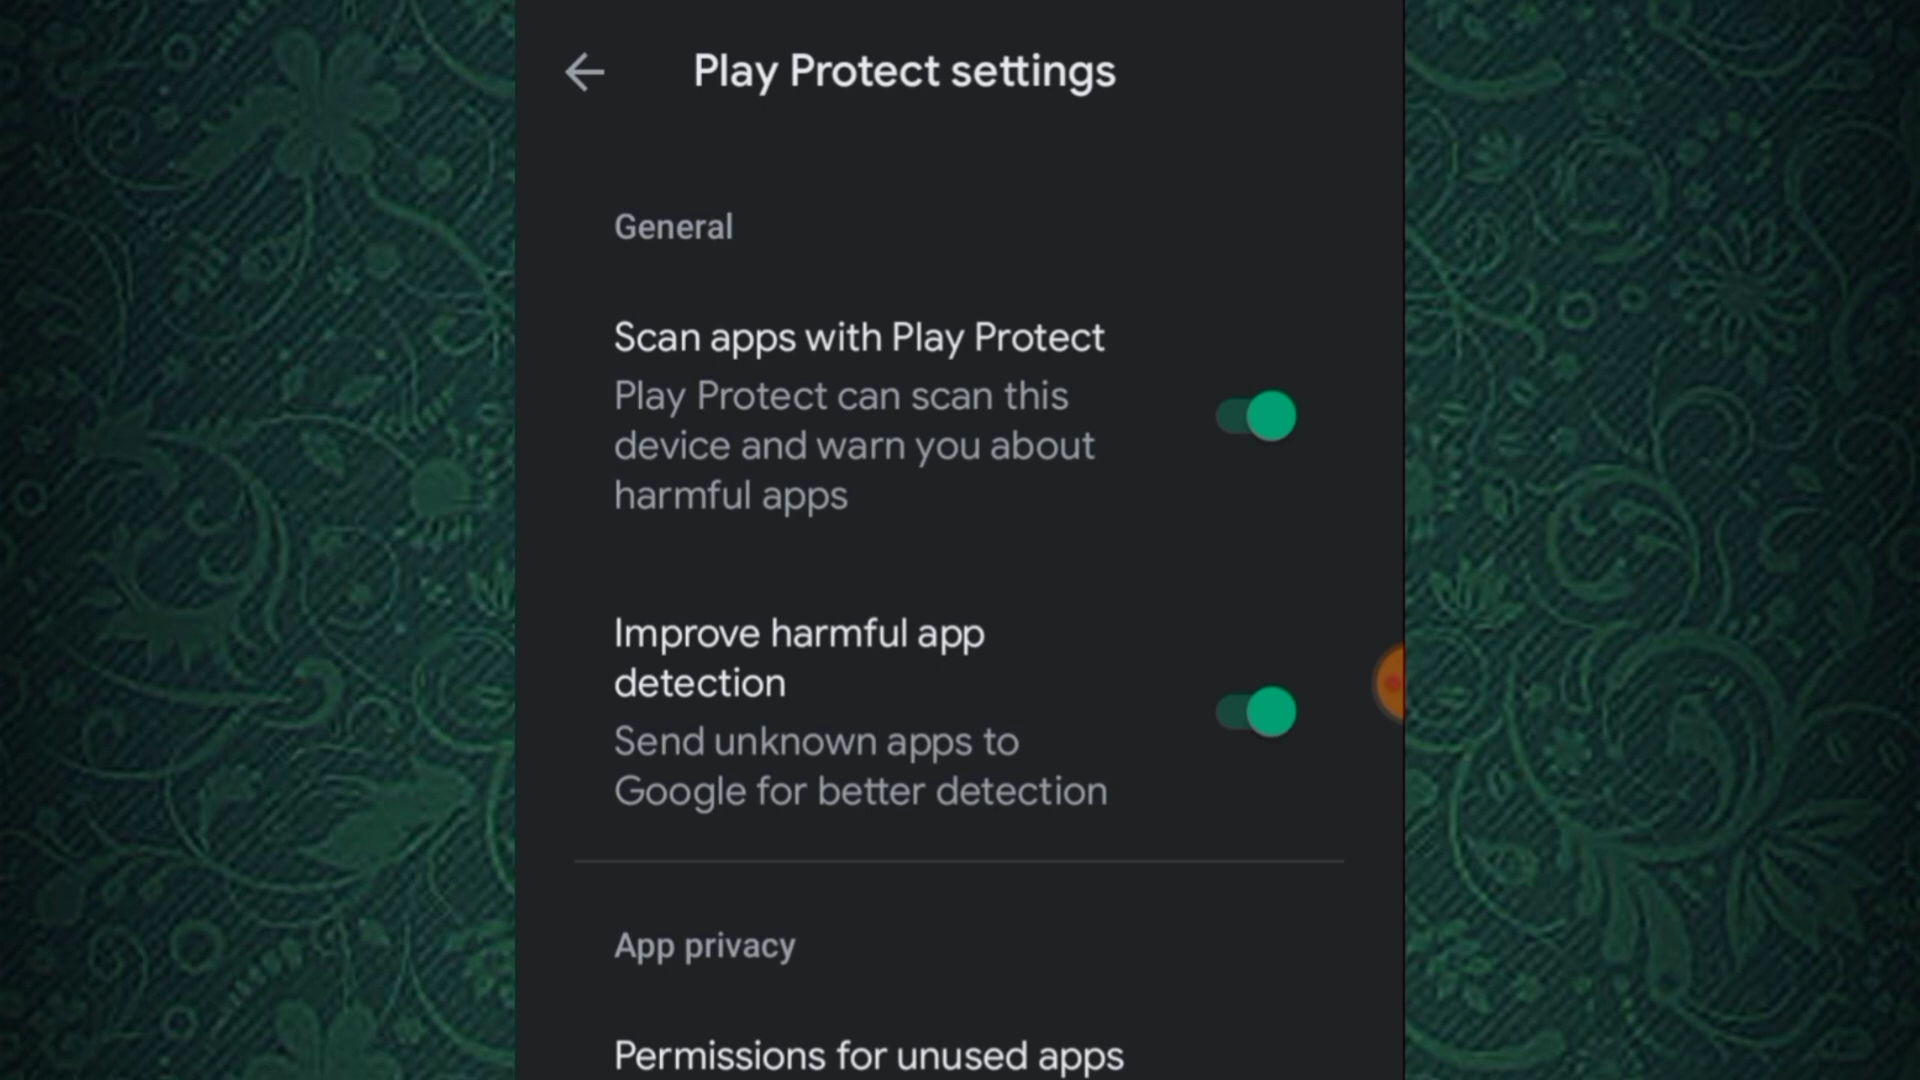 Play Protect settings
General
Scan apps with Play Protect
Play Protect can scan this
device and warn you about
harmful apps
Improve harmful app
detection
Send unknown apps to
Google for better detection
App privacy
Permissions for unused apps